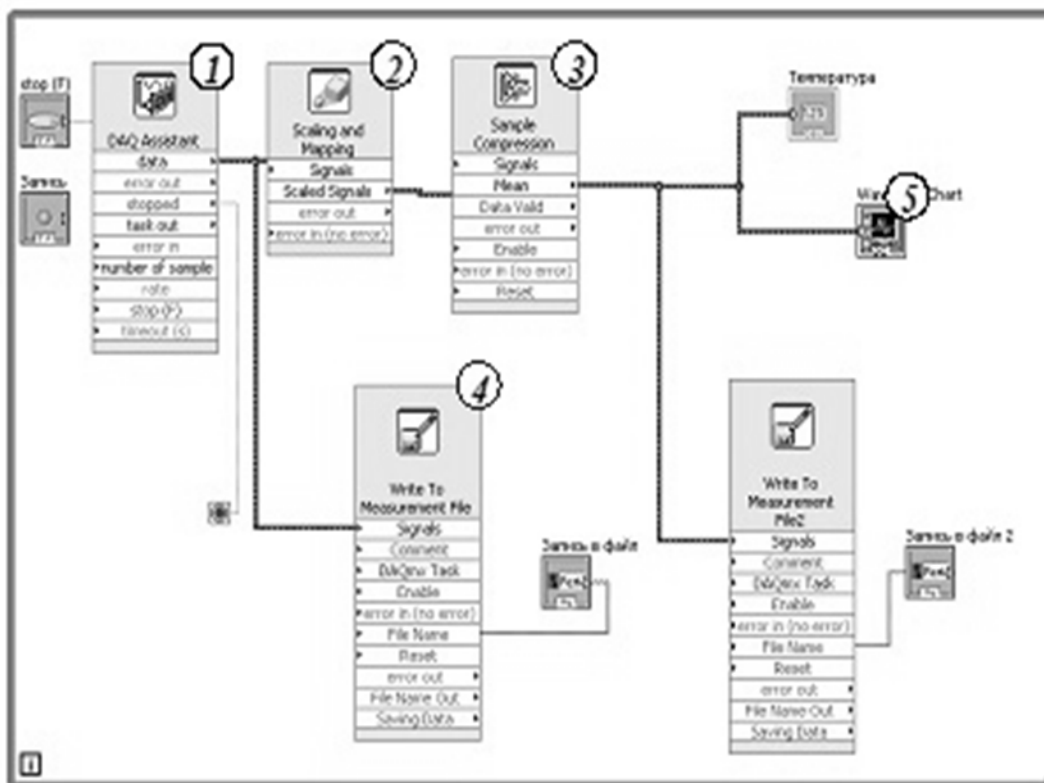 stop (F)
Запись
1
DAQ Assistant
data
error out
stopped
task out
error in
number of sample
rate
stop (F)
timeout (s)
2
Scaling and
Mapping
Signals
Scaled Signals
error out
error in (no error)
3
Sample
Compression
Signals
Mean
Data Valid
error out
Enable
error in (no error)
Reset
Температура
1.23
5
Chart
4
Write To
Measurement File
Signals
Comment
DAQmx Task
Enable
error in (no error)
File Name
Reset
error out
File Name Out
Saving Data
Запись в файл
Write To
Measurement
File2
Signals
Comment
DAQmx Task
Enable
error in (no error)
File Name
Reset
error out
File Name Out
Saving Data
Запись в файл 2
i